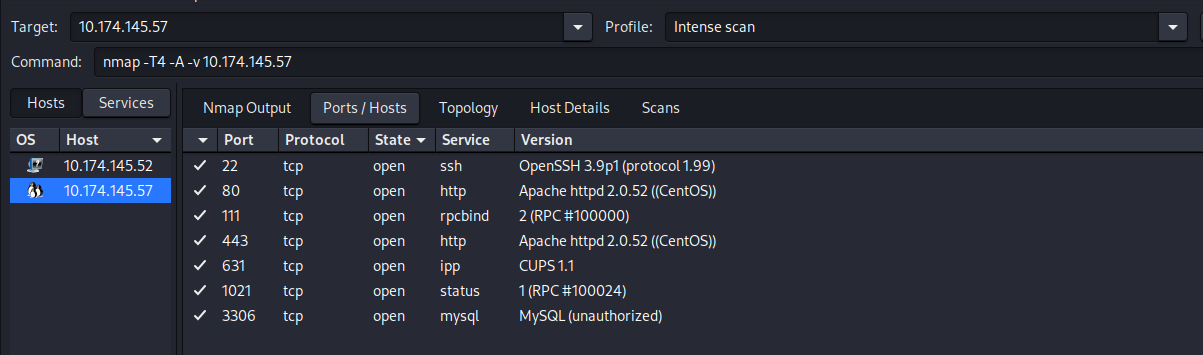 Target: 10.174.145.57 Profile: Intense scan
Command: nmap -T4 -A -v 10.174.145.57
Hosts Services Nmap Output Ports / Hosts Topology Host Details Scans
OS Host Port Protocol State Service Version
10.174.145.52 22 tcp open ssh OpenSSH 3.9p1 (protocol 1.99)
10.174.145.57 80 tcp open http Apache httpd 2.0.52 ((CentOS))
111 tcp open rpcbind 2 (RPC #100000)
443 tcp open http Apache httpd 2.0.52 ((CentOS))
631 tcp open ipp CUPS 1.1
1021 tcp open status 1 (RPC #100024)
3306 tcp open mysql MySQL (unauthorized)